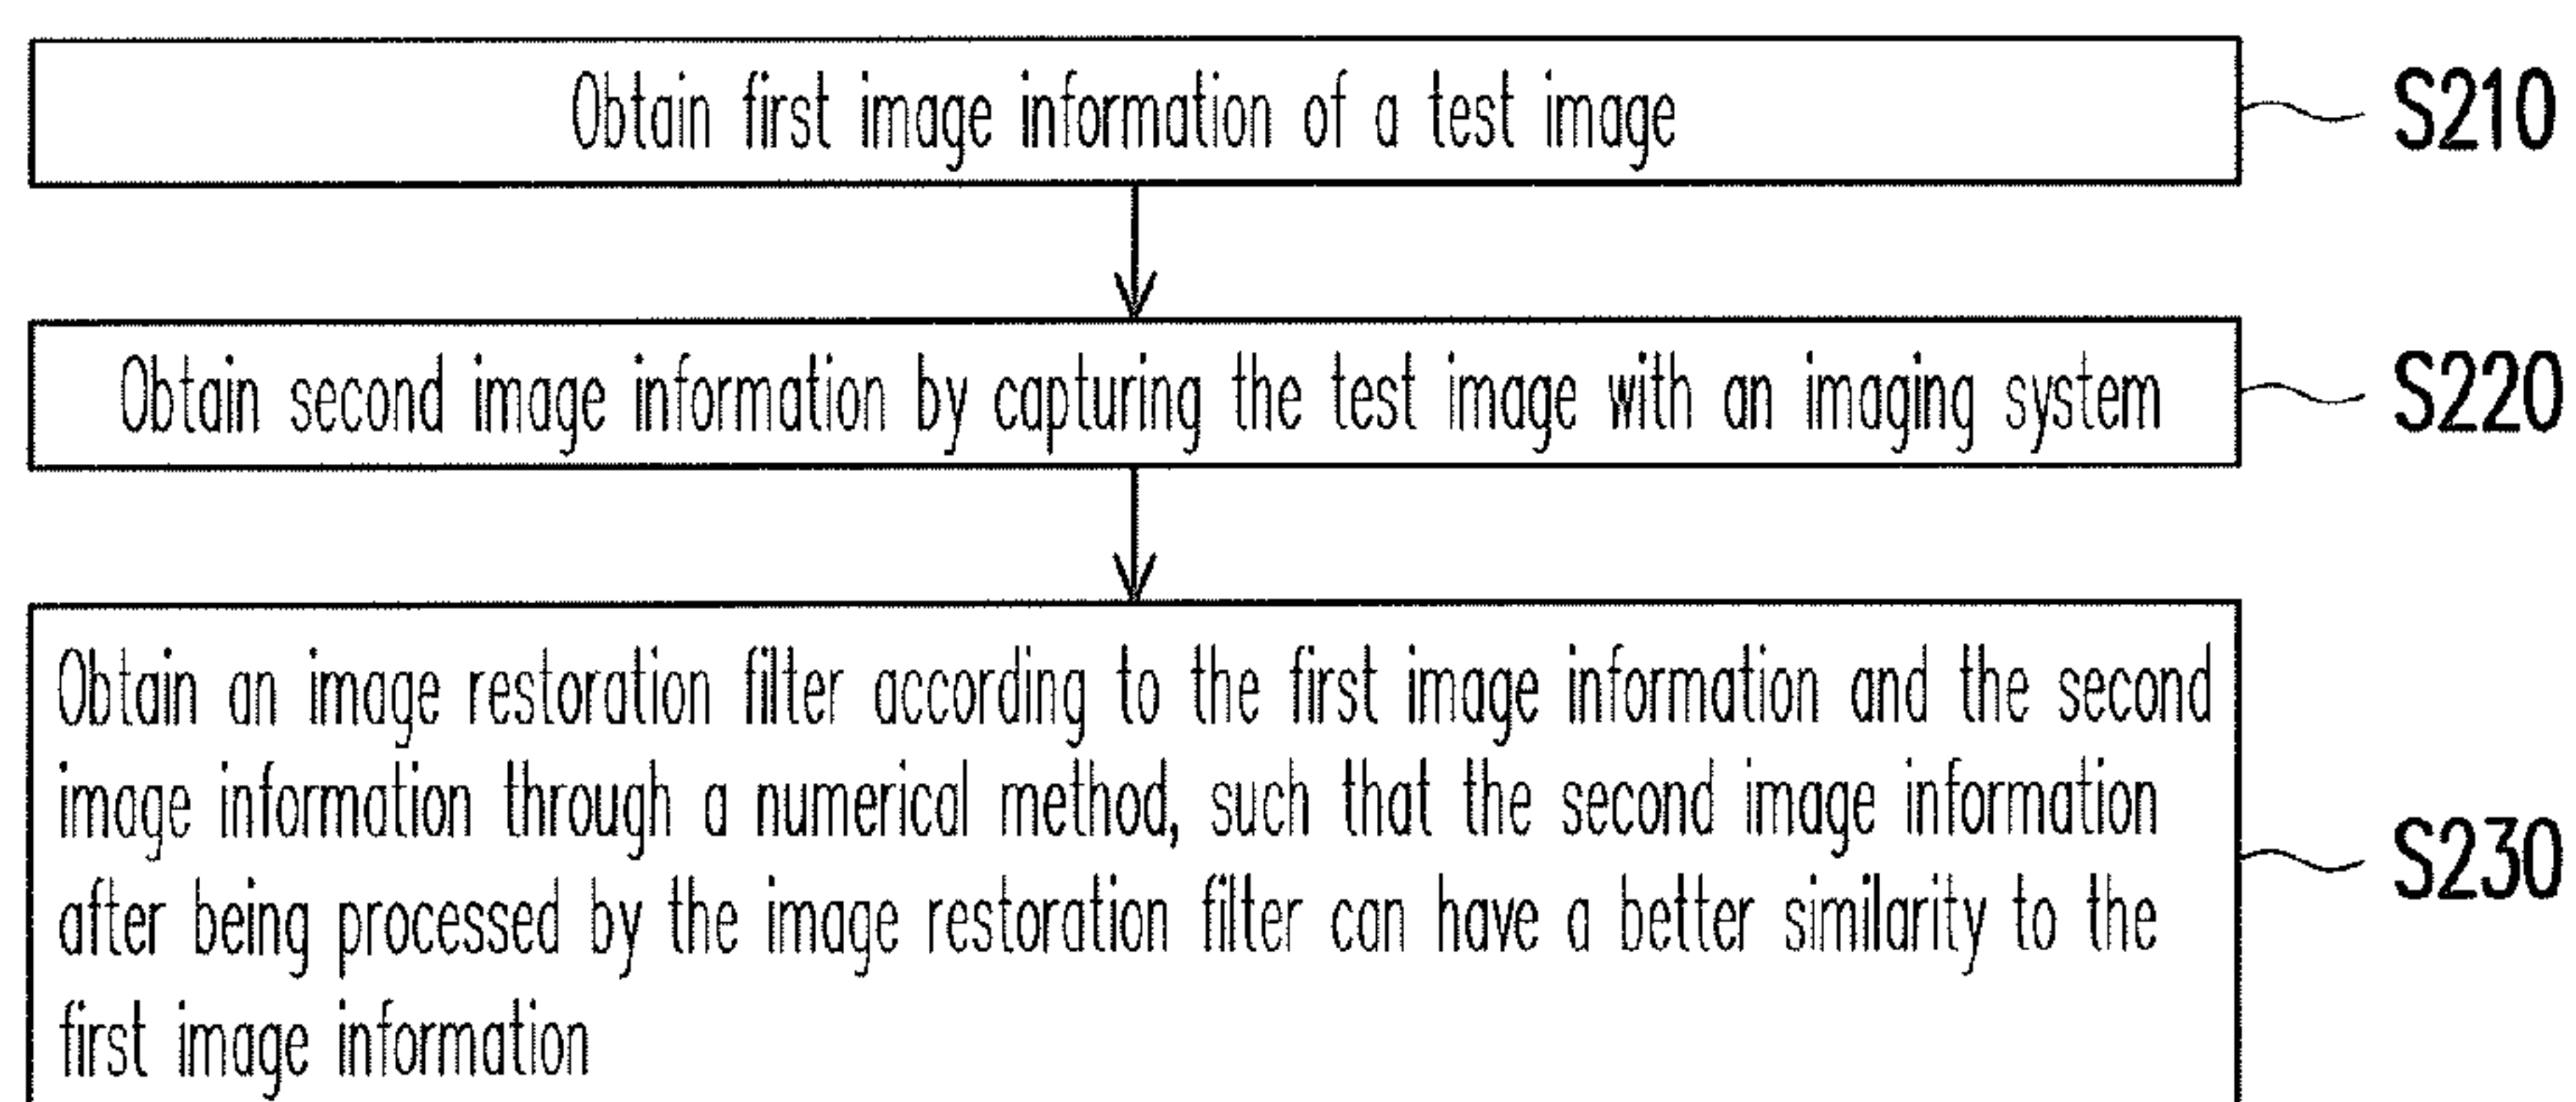 Obtain first image information of a test image
S210
Obtain second image information by capturing the test image with an imaging system
S220
Obtain an image restoration filter according to the first image information and the second
image information through a numerical method, such that the second image information
after being processed by the image restoration filter can have a better similarity to the
first image information
S230